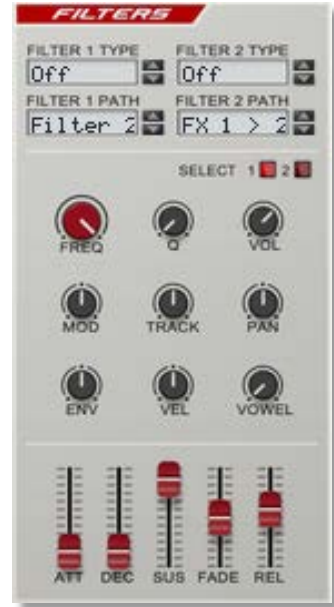 FILTERS
FILTER 1 TYPE FILTER 2 TYPE
Off Off
FILTER 1 PATH FILTER 2 PATH
Filter 2 FX 1 > 2
SELECT 1 2
FREQ Q VOL
MOD TRACK PAN
ENV VEL VOWEL
ATT DEC SUS FADE REL